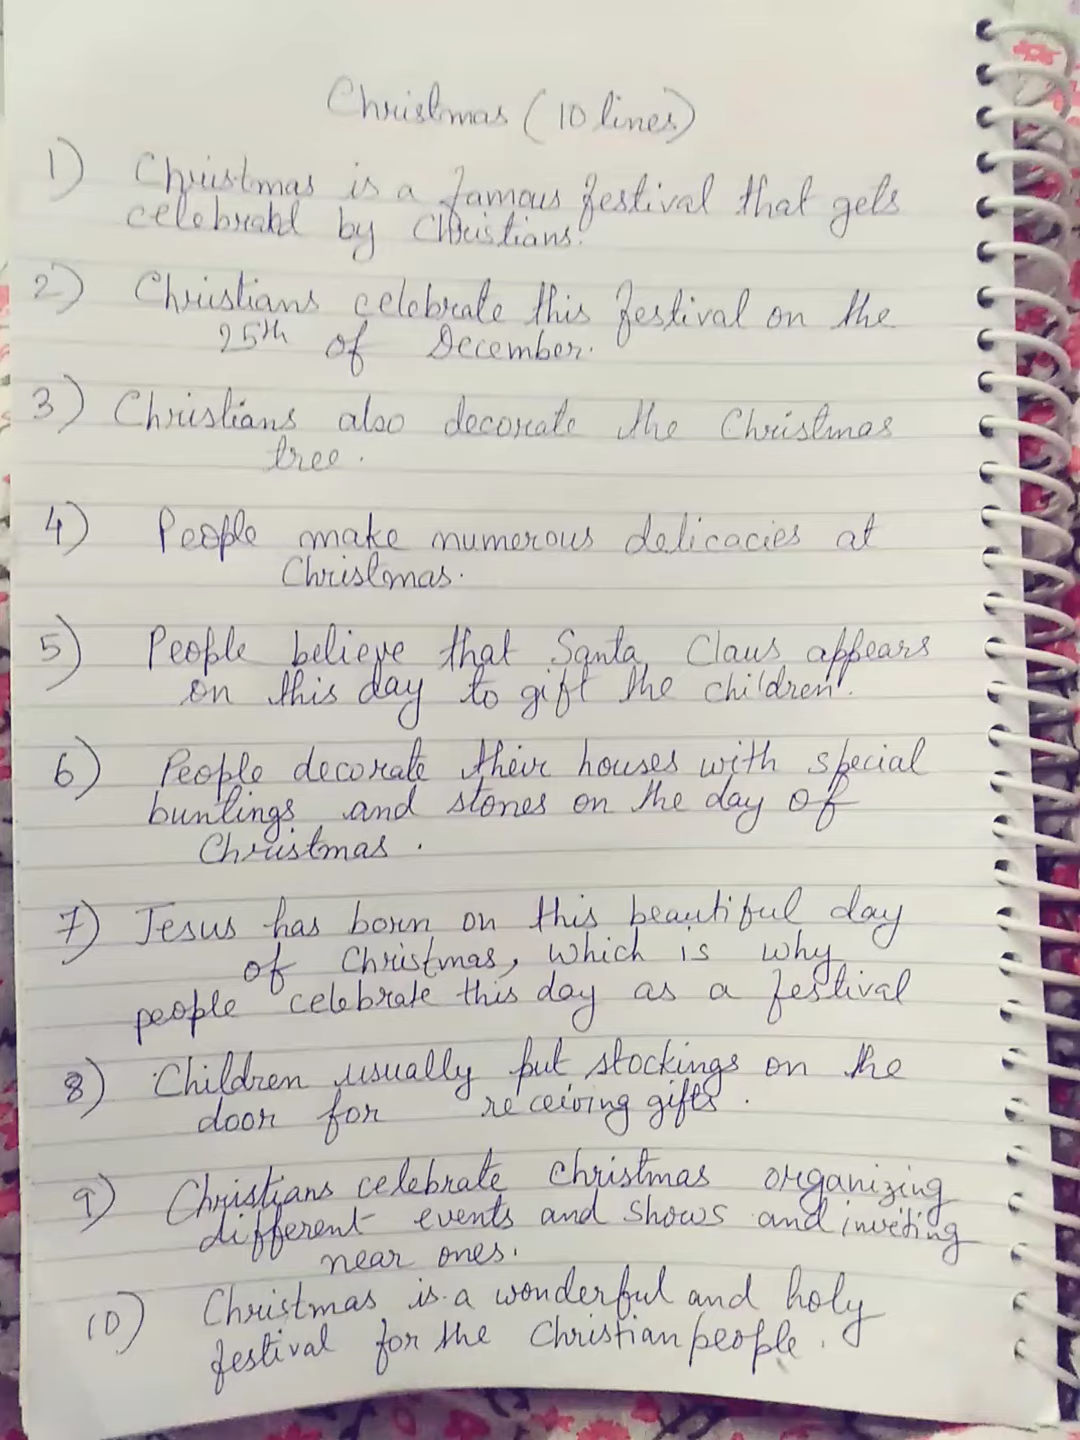 Christmas (10 lines)
1) Christmas is a famous festival that gets
celebrated by Christians.
2) Christians celebrate this festival on the
25th of December.
3) Christians also decorate the Christmas
tree.
4) People make numerous delicacies at
Christmas.
5) People believe that Santa Claus appears
on this day to gift the children.
6) People decorate their houses with special
buntings and stones on the day of
Christmas.
7) Jesus has born on this beautiful day
of Christmas, which is why
people celebrate this day as a festival
8) Children usually put stockings on the
door for receiving gifts.
9) Christians celebrate Christmas organizing
different events and shows and inviting
near ones.
10) Christmas is a wonderful and holy
festival for the Christian people.